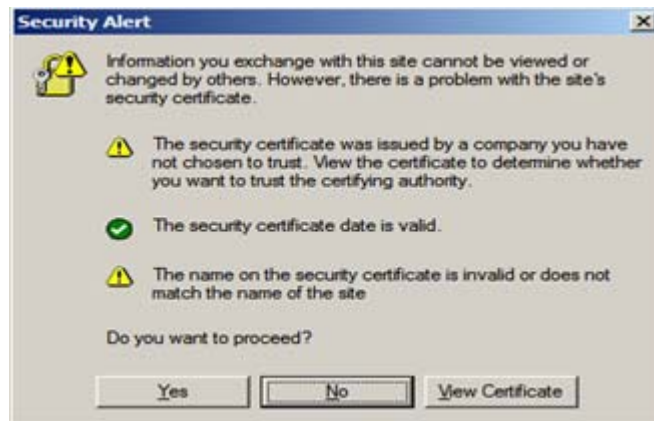 Security Alert
Information you exchange with this site cannot be viewed or
changed by others. However, there is a problem with the site's
security certificate.
The security certificate was issued by a company you have
not chosen to trust. View the certificate to determine whether
you want to trust the certifying authority.
The security certificate date is valid.
The name on the security certificate is invalid or does not
match the name of the site
Do you want to proceed?
Yes No View Certificate